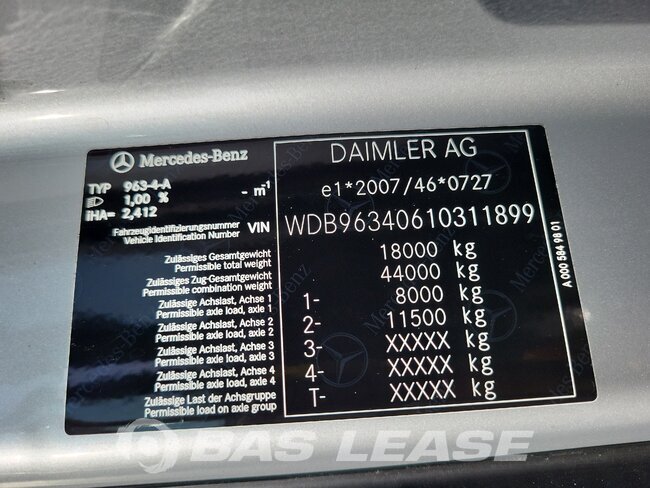 Mercedes-Benz
TYP 963-4-A
1,00 % - m⁻¹
iHA= 2,412
DAIMLER AG
e1*2007/46*0727
Fahrzeugidentifizierungsnummer
Vehicle Identification Number VIN WDB96340610311899
Zulässiges Gesamtgewicht
Permissible total weight 18000 kg
Zulässiges Zug-Gesamtgewicht
Permissible combination weight 44000 kg
Zulässige Achslast, Achse 1
Permissible axle load, axle 1 1- 8000 kg
Zulässige Achslast, Achse 2
Permissible axle load, axle 2 2- 11500 kg
Zulässige Achslast, Achse 3
Permissible axle load, axle 3 3- XXXXX kg
Zulässige Achslast, Achse 4
Permissible axle load, axle 4 4- XXXXX kg
Zulässige Last der Achsgruppe
Permissible load on axle group T- XXXXX kg
A 000 584 98 01
BAS LEASE